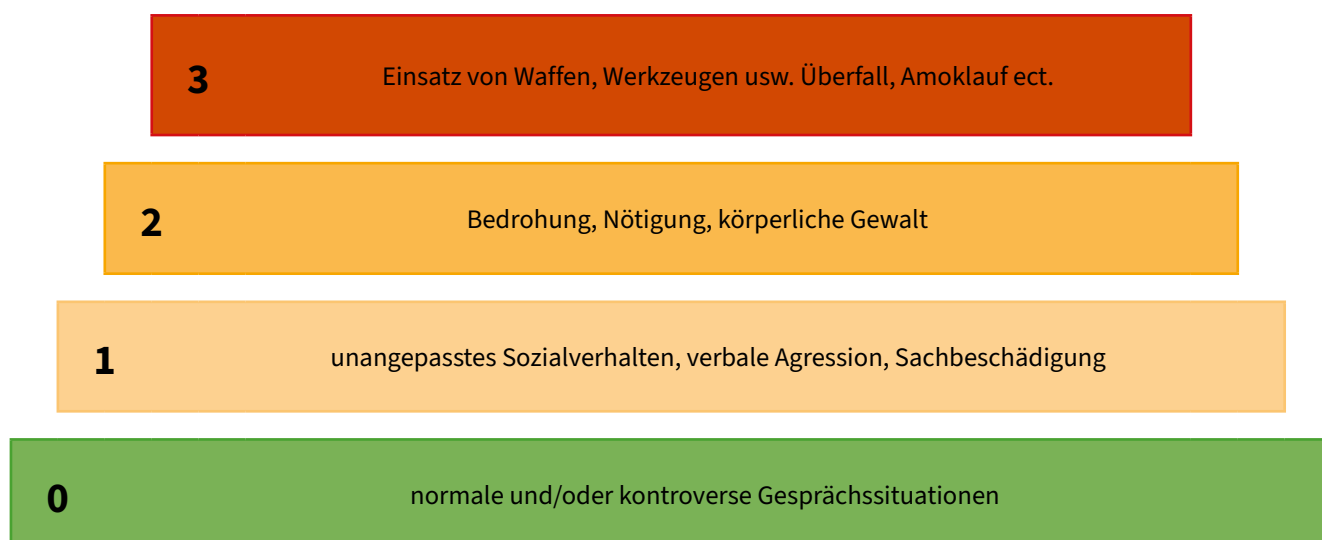 3 Einsatz von Waffen, Werkzeugen usw. Überfall, Amoklauf ect.
2 Bedrohung, Nötigung, körperliche Gewalt
1 unangepasstes Sozialverhalten, verbale Agression, Sachbeschädigung
0 normale und/oder kontroverse Gesprächssituationen